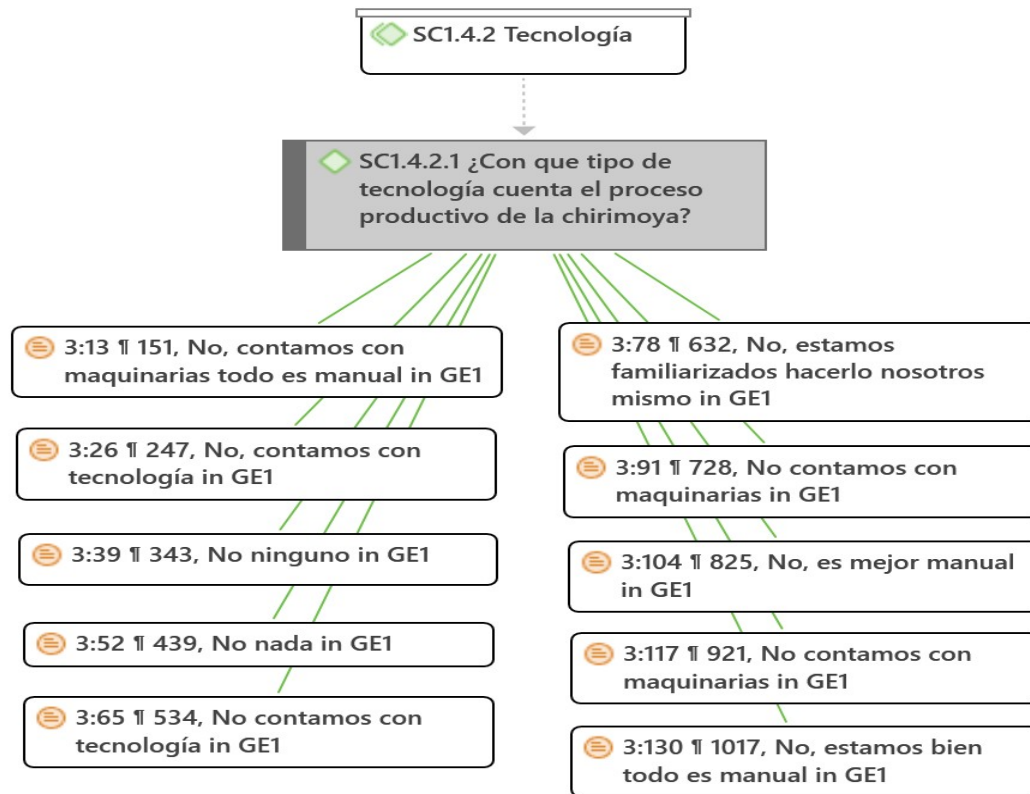 SC1.4.2 Tecnología
SC1.4.2.1 ¿Con que tipo de
tecnología cuenta el proceso
productivo de la chirimoya?
3:13 ¶ 151, No, contamos con
maquinarias todo es manual in GE1
3:26 ¶ 247, No, contamos con
tecnología in GE1
3:39 ¶ 343, No ninguno in GE1
3:52 ¶ 439, No nada in GE1
3:65 ¶ 534, No contamos con
tecnología in GE1
3:78 ¶ 632, No, estamos
familiarizados hacerlo nosotros
mismo in GE1
3:91 ¶ 728, No contamos con
maquinarias in GE1
3:104 ¶ 825, No, es mejor manual
in GE1
3:117 ¶ 921, No contamos con
maquinarias in GE1
3:130 ¶ 1017, No, estamos bien
todo es manual in GE1